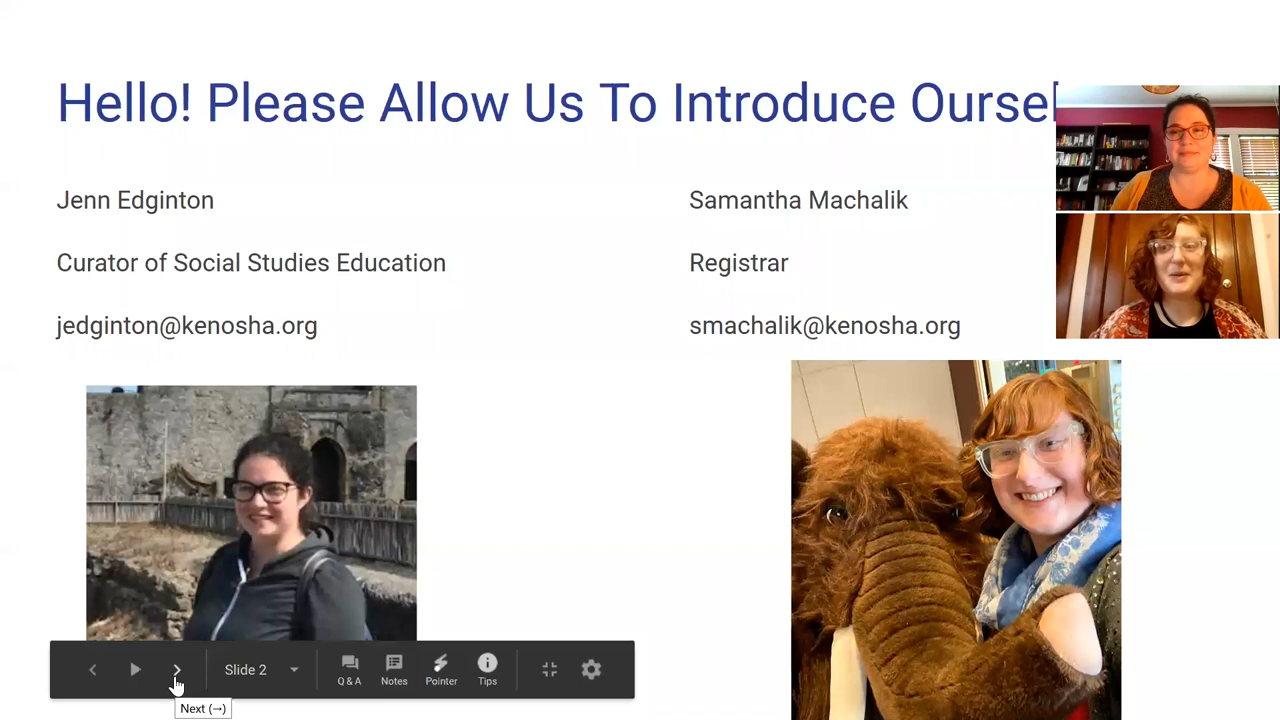 Hello! Please Allow Us To Introduce Oursel
Jenn Edginton
Curator of Social Studies Education
jedginton@kenosha.org
Samantha Machalik
Registrar
smachalik@kenosha.org
Slide 2
Q & A
Notes
Pointer
Tips
Next (→)